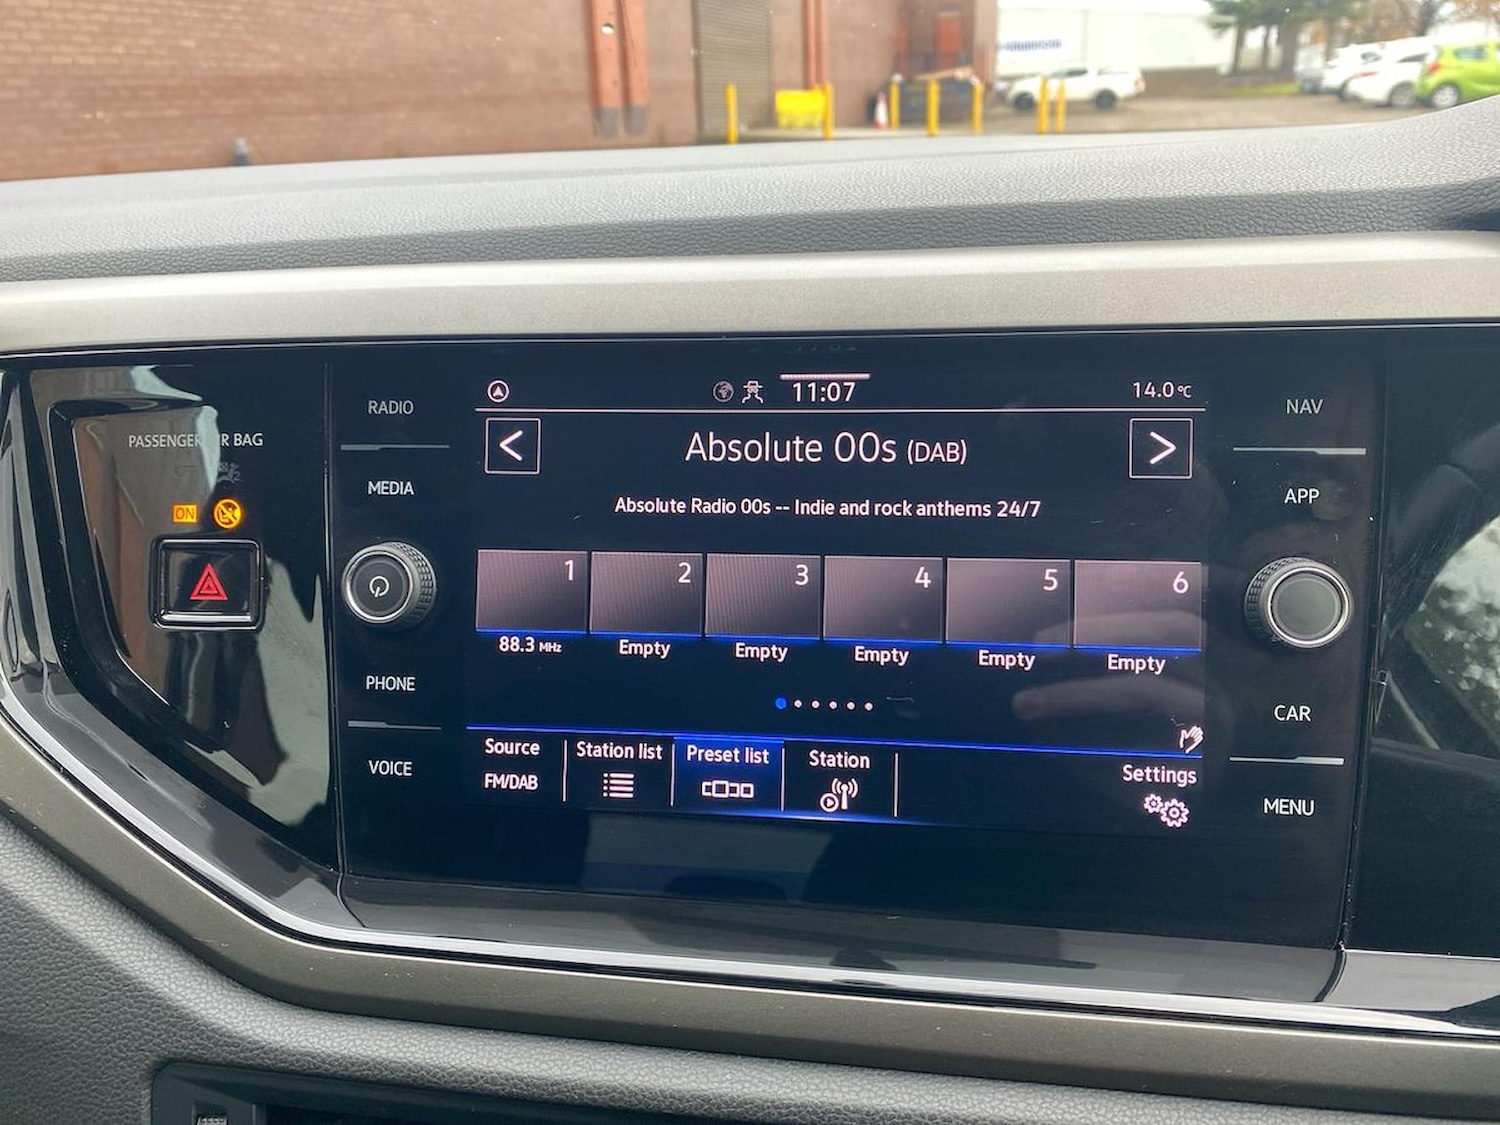 RADIO
MEDIA
PHONE
VOICE
PASSENGER R BAG
ON
11:07
14.0 °C
<
Absolute 00s (DAB)
>
Absolute Radio 00s -- Indie and rock anthems 24/7
1 2 3 4 5 6
88.3 MHz Empty Empty Empty Empty Empty
Source Station list Preset list Station Settings
FM/DAB
NAV
APP
CAR
MENU